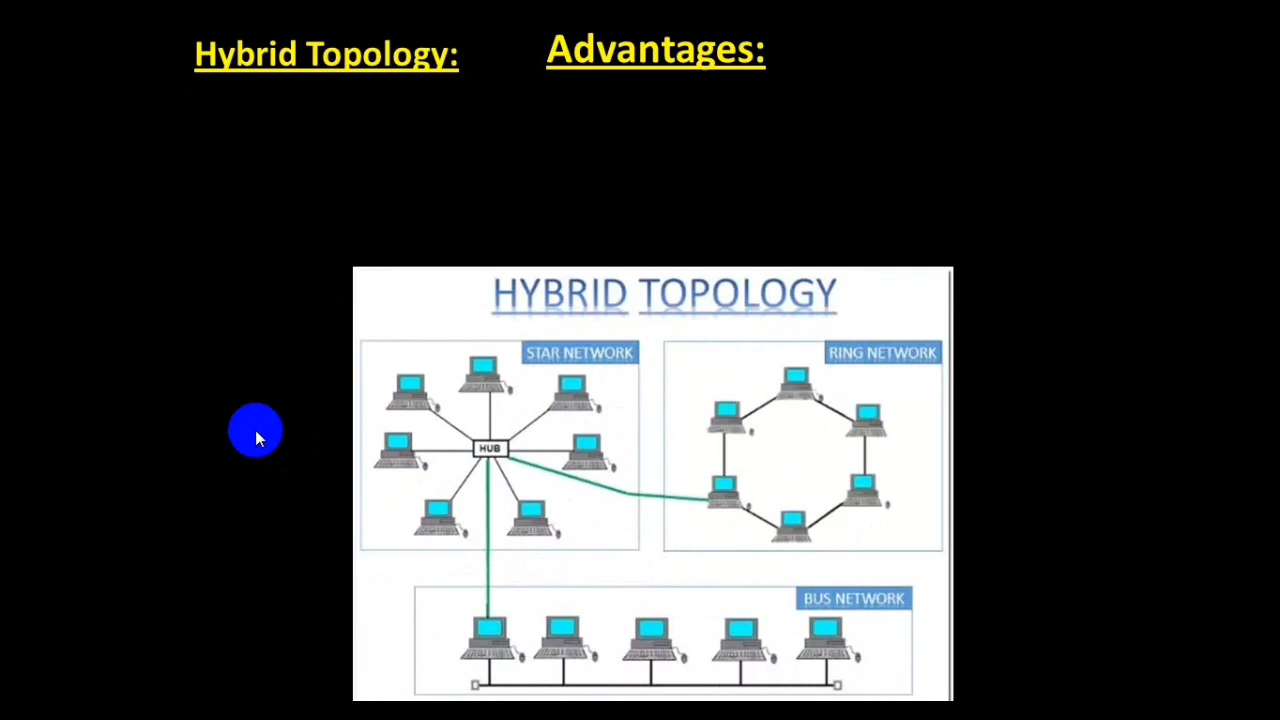 Hybrid Topology:
Advantages:
HYBRID TOPOLOGY
STAR NETWORK
RING NETWORK
HUB
BUS NETWORK